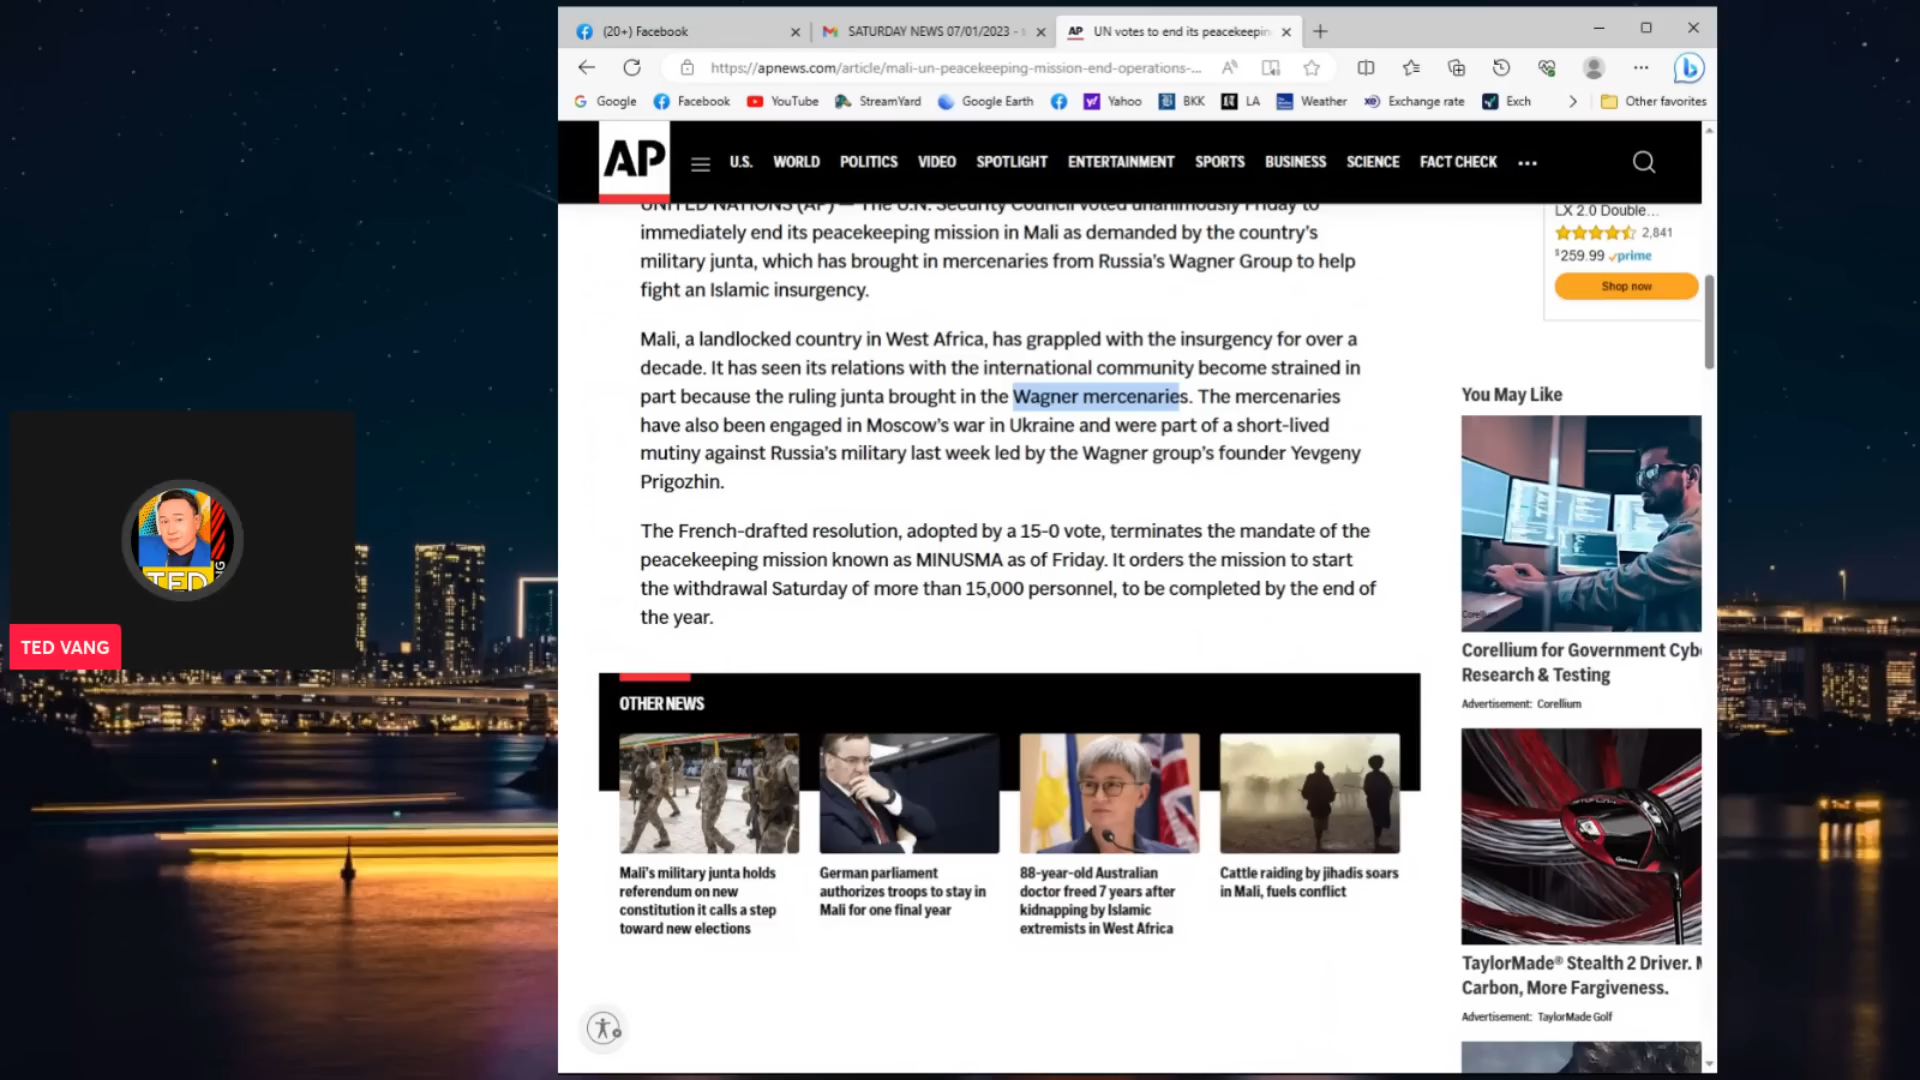 (20+) Facebook
SATURDAY NEWS 07/01/2023 -
AP UN votes to end its peacekeepin
https://apnews.com/article/mali-un-peacekeeping-mission-end-operations-...
Google
Facebook
YouTube
StreamYard
Google Earth
Yahoo
BKK
LA
Weather
Exchange rate
Exch
Other favorites
AP
U.S.
WORLD
POLITICS
VIDEO
SPOTLIGHT
ENTERTAINMENT
SPORTS
BUSINESS
SCIENCE
FACT CHECK
UNITED NATIONS (AP) — The U.N. Security Council voted unanimously Friday to
immediately end its peacekeeping mission in Mali as demanded by the country's
military junta, which has brought in mercenaries from Russia's Wagner Group to help
fight an Islamic insurgency.
Mali, a landlocked country in West Africa, has grappled with the insurgency for over a
decade. It has seen its relations with the international community become strained in
part because the ruling junta brought in the Wagner mercenaries. The mercenaries
have also been engaged in Moscow's war in Ukraine and were part of a short-lived
mutiny against Russia's military last week led by the Wagner group's founder Yevgeny
Prigozhin.
The French-drafted resolution, adopted by a 15-0 vote, terminates the mandate of the
peacekeeping mission known as MINUSMA as of Friday. It orders the mission to start
the withdrawal Saturday of more than 15,000 personnel, to be completed by the end of
the year.
OTHER NEWS
Mali's military junta holds
referendum on new
constitution it calls a step
toward new elections
German parliament
authorizes troops to stay in
Mali for one final year
88-year-old Australian
doctor freed 7 years after
kidnapping by Islamic
extremists in West Africa
Cattle raiding by jihadis soars
in Mali, fuels conflict
LX 2.0 Double...
2,841
$259.99 prime
Shop now
You May Like
Corellium for Government Cyb
Research & Testing
Advertisement: Corellium
TaylorMade® Stealth 2 Driver. M
Carbon, More Fargiveness.
Advertisement: TaylorMade Golf
TED
TED VANG